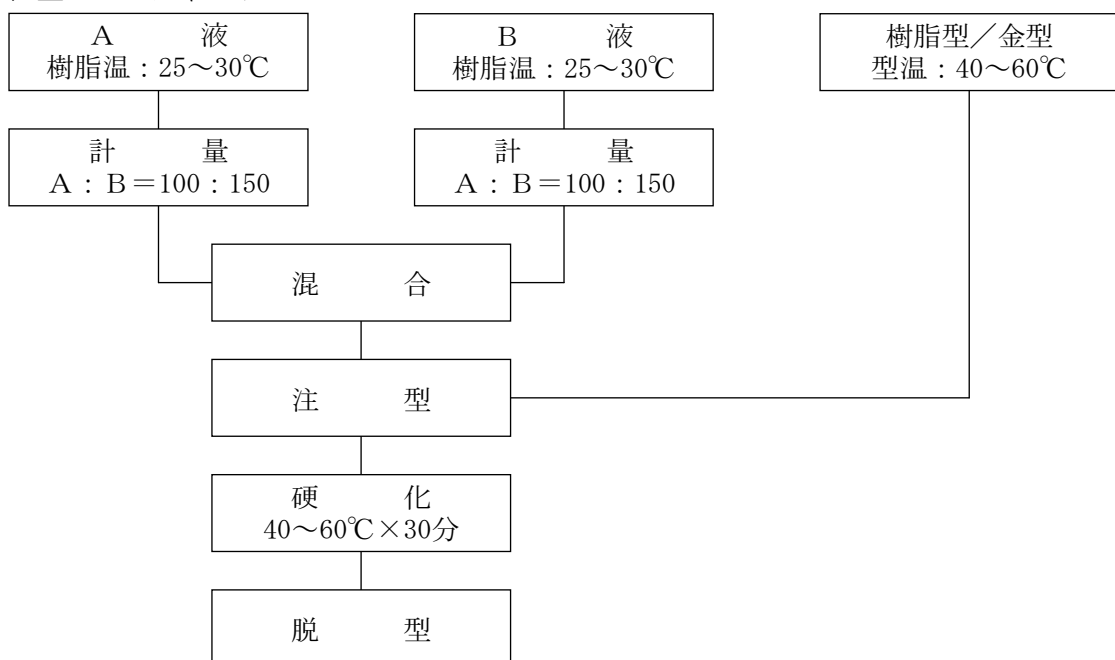 A 液
樹脂温：25～30℃
B 液
樹脂温：25～30℃
樹脂型／金型
型温：40～60℃
計 量
A：B＝100：150
計 量
A：B＝100：150
混 合
注 型
硬 化
40～60℃×30分
脱 型